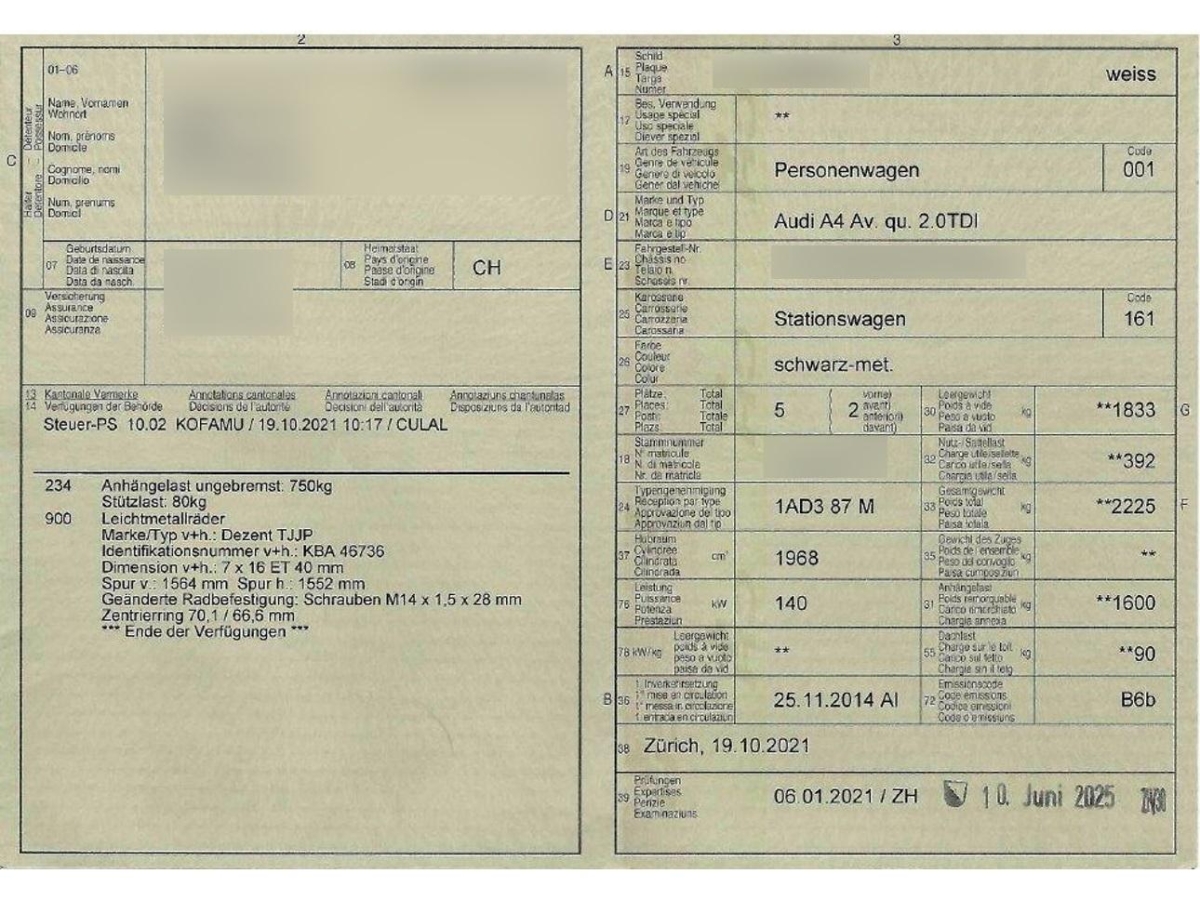 2
01-06
Name, Vornamen
Wohnort
Nom, prénoms
Domicile
Cognome, nomi
Domicilio
Num, prenums
Domicil
C
Halter – Détenteur
Detentore – Possessur
07
Geburtsdatum
Date de naissance
Data di nascita
Data da nasch.
08
Heimatstaat
Pays d'origine
Paese d'origine
Stadi d'origin
CH
09
Versicherung
Assurance
Assicurazione
Assicuranza
13 Kantonale Vermerke Annotations cantonales Annotazioni cantonali Annotaziuns chantunalas
14 Verfügungen der Behörde Décisions de l'autorité Decisioni dell'autorità Disposiziuns da l'autoritad
Steuer-PS 10.02 KOFAMU / 19.10.2021 10:17 / CULAL
234 Anhängelast ungebremst: 750kg
Stützlast: 80kg
900 Leichtmetallräder
Marke/Typ v+h.: Dezent TJJP
Identifikationsnummer v+h.: KBA 46736
Dimension v+h.: 7 x 16 ET 40 mm
Spur v.: 1564 mm Spur h.: 1552 mm
Geänderte Radbefestigung: Schrauben M14 x 1,5 x 28 mm
Zentrierring 70,1 / 66,6 mm
*** Ende der Verfügungen ***
3
A 15
Schild
Plaque
Targa
Numer
weiss
17
Bes. Verwendung
Usage spécial
Uso speciale
Diever spezial
**
19
Art des Fahrzeugs
Genre de véhicule
Genere di veicolo
Gener dal vehichel
Personenwagen
Code
001
D 21
Marke und Typ
Marque et type
Marca e tipo
Marca e tip
Audi A4 Av. qu. 2.0TDI
E 23
Fahrgestell-Nr.
Châssis no
Telaio n.
Schassis nr.
25
Karosserie
Carrosserie
Carrozzeria
Carossaria
Stationswagen
Code
161
26
Farbe
Couleur
Colore
Colur
schwarz-met.
27
Plätze: Total
Places: Total
Posti: Totale
Plazs: Total
5
2
vorne)
avant)
anteriori)
davant)
30
Leergewicht
Poids à vide
Peso a vuoto
Paisa da vid
kg
**1833
G
18
Stammnummer
N° matricule
N. di matricola
Nr. da matricla
32
Nutz-/Sattellast
Charge utile/sellette
Carico utile/sella
Chargia utila/sella
kg
**392
24
Typengenehmigung
Réception par type
Approvazione del tipo
Approvaziun dal tip
1AD3 87 M
33
Gesamtgewicht
Poids total
Peso totale
Paisa totala
kg
**2225
F
37
Hubraum
Cylindrée
Cilindrata
Cilindrada
cm³
1968
35
Gewicht des Zuges
Poids de l'ensemble
Peso del convoglio
Paisa cumposiziun
kg
**
76
Leistung
Puissance
Potenza
Prestaziun
kW
140
31
Anhängelast
Poids remorquable
Carico rimorchiato
Chargia annexa
kg
**1600
78 kW/kg
Leergewicht
poids à vide
peso a vuoto
paisa da vid
**
55
Dachlast
Charge sur le toit
Carico sul tetto
Chargia sin il tetg
kg
**90
B 36
1. Inverkehrsetzung
1re mise en circulation
1a messa in circolazione
1. entrada en circulaziun
25.11.2014 AI
72
Emissionscode
Code émissions
Codice emissioni
Code d'emissiuns
B6b
38 Zürich, 19.10.2021
39
Prüfungen
Expertises
Perizie
Examinaziuns
06.01.2021 / ZH
10. Juni 2025